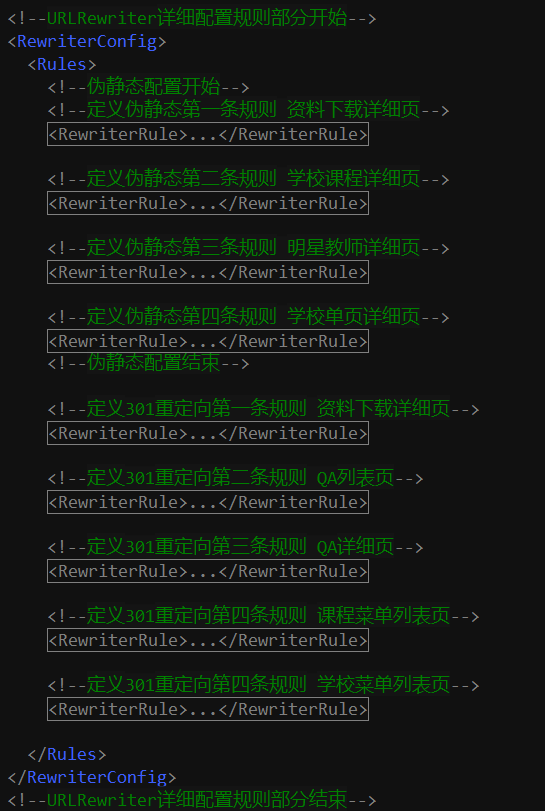 <!--URLRewriter详细配置规则部分开始-->
<RewriterConfig>
<Rules>
<!--伪静态配置开始-->
<!--定义伪静态第一条规则 资料下载详细页-->
<RewriterRule>...</RewriterRule>
<!--定义伪静态第二条规则 学校课程详细页-->
<RewriterRule>...</RewriterRule>
<!--定义伪静态第三条规则 明星教师详细页-->
<RewriterRule>...</RewriterRule>
<!--定义伪静态第四条规则 学校单页详细页-->
<RewriterRule>...</RewriterRule>
<!--伪静态配置结束-->
<!--定义301重定向第一条规则 资料下载详细页-->
<RewriterRule>...</RewriterRule>
<!--定义301重定向第二条规则 QA列表页-->
<RewriterRule>...</RewriterRule>
<!--定义301重定向第三条规则 QA详细页-->
<RewriterRule>...</RewriterRule>
<!--定义301重定向第四条规则 课程菜单列表页-->
<RewriterRule>...</RewriterRule>
<!--定义301重定向第四条规则 学校菜单列表页-->
<RewriterRule>...</RewriterRule>
</Rules>
</RewriterConfig>
<!--URLRewriter详细配置规则部分结束-->